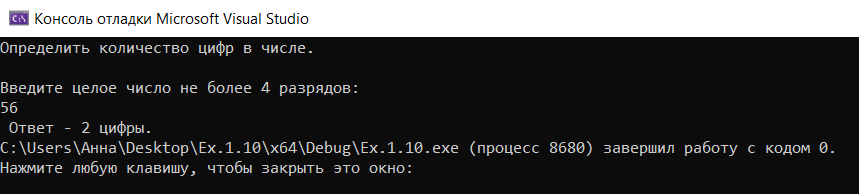 Консоль отладки Microsoft Visual Studio
Определить количество цифр в числе.
Введите целое число не более 4 разрядов:
56
Ответ - 2 цифры.
C:\Users\Анна\Desktop\Ex.1.10\x64\Debug\Ex.1.10.exe (процесс 8680) завершил работу с кодом 0.
Нажмите любую клавишу, чтобы закрыть это окно: